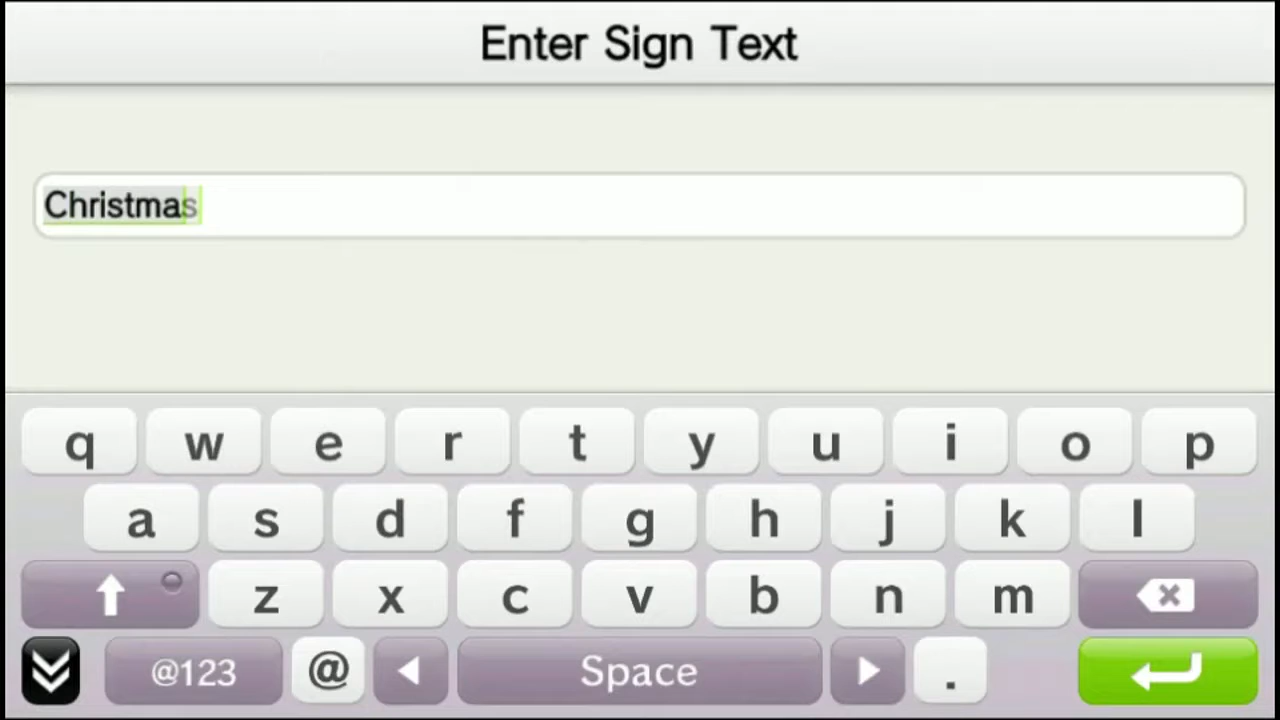 Enter Sign Text
Christmas
q w e r t y u i o p
a s d f g h j k l
z x c v b n m
@123 @ Space .